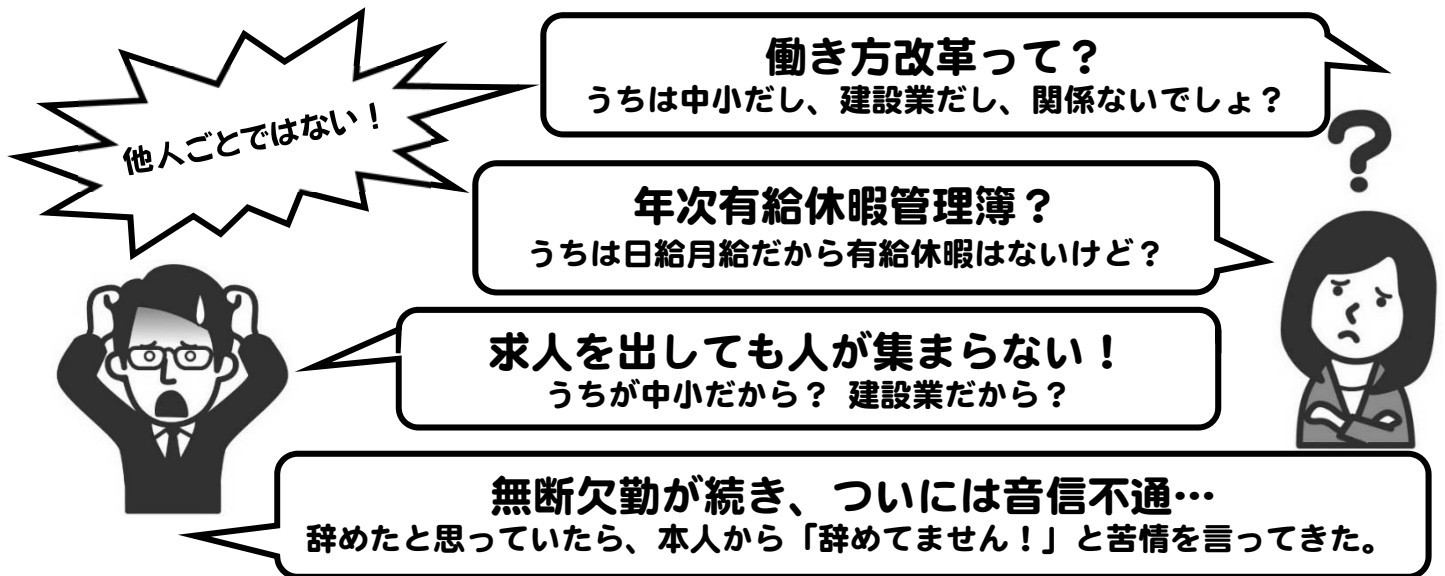 他人ごとではない！
働き方改革って？
うちは中小だし、建設業だし、関係ないでしょ？
？
年次有給休暇管理簿？
うちは日給月給だから有給休暇はないけど？
求人を出しても人が集まらない！
うちが中小だから？ 建設業だから？
無断欠勤が続き、ついには音信不通…
辞めたと思っていたら、本人から「辞めてません！」と苦情を言ってきた。